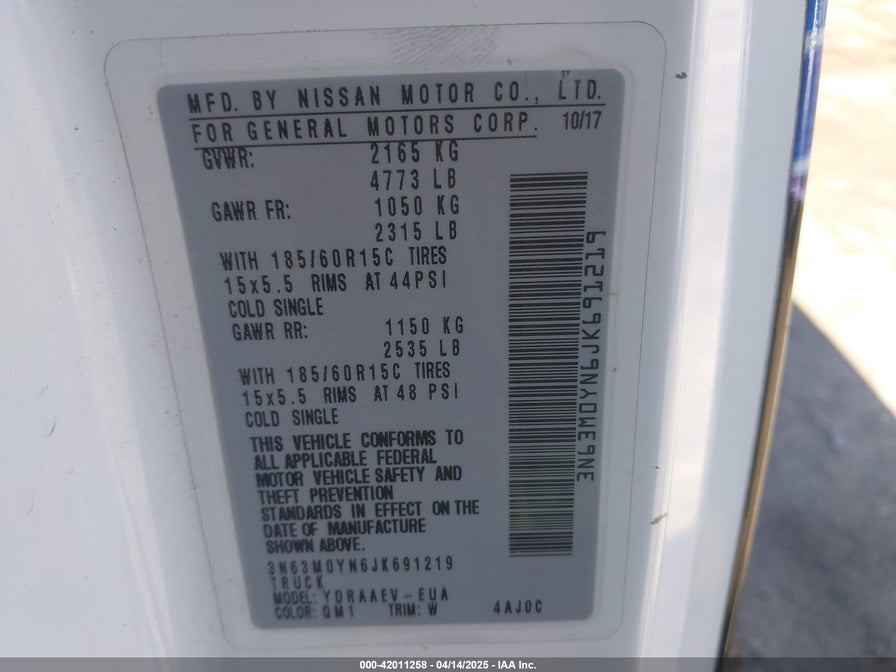 MFD. BY NISSAN MOTOR CO., LTD.
FOR GENERAL MOTORS CORP. 10/17
GVWR: 2165 KG
4773 LB
GAWR FR: 1050 KG
2315 LB
WITH 185/60R15C TIRES
15x5.5 RIMS AT 44PSI
COLD SINGLE
GAWR RR: 1150 KG
2535 LB
WITH 185/60R15C TIRES
15x5.5 RIMS AT 48 PSI
COLD SINGLE
THIS VEHICLE CONFORMS TO
ALL APPLICABLE FEDERAL
MOTOR VEHICLE SAFETY AND
THEFT PREVENTION
STANDARDS IN EFFECT ON THE
DATE OF MANUFACTURE
SHOWN ABOVE.
3N63M0YN6JK691219
TRUCK
MODEL: YDRAAEV-EUA
COLOR: QM1 TRIM: W 4AJ0C
3N63M0YN6JK691219
000-42011258 - 04/14/2025 - IAA Inc.